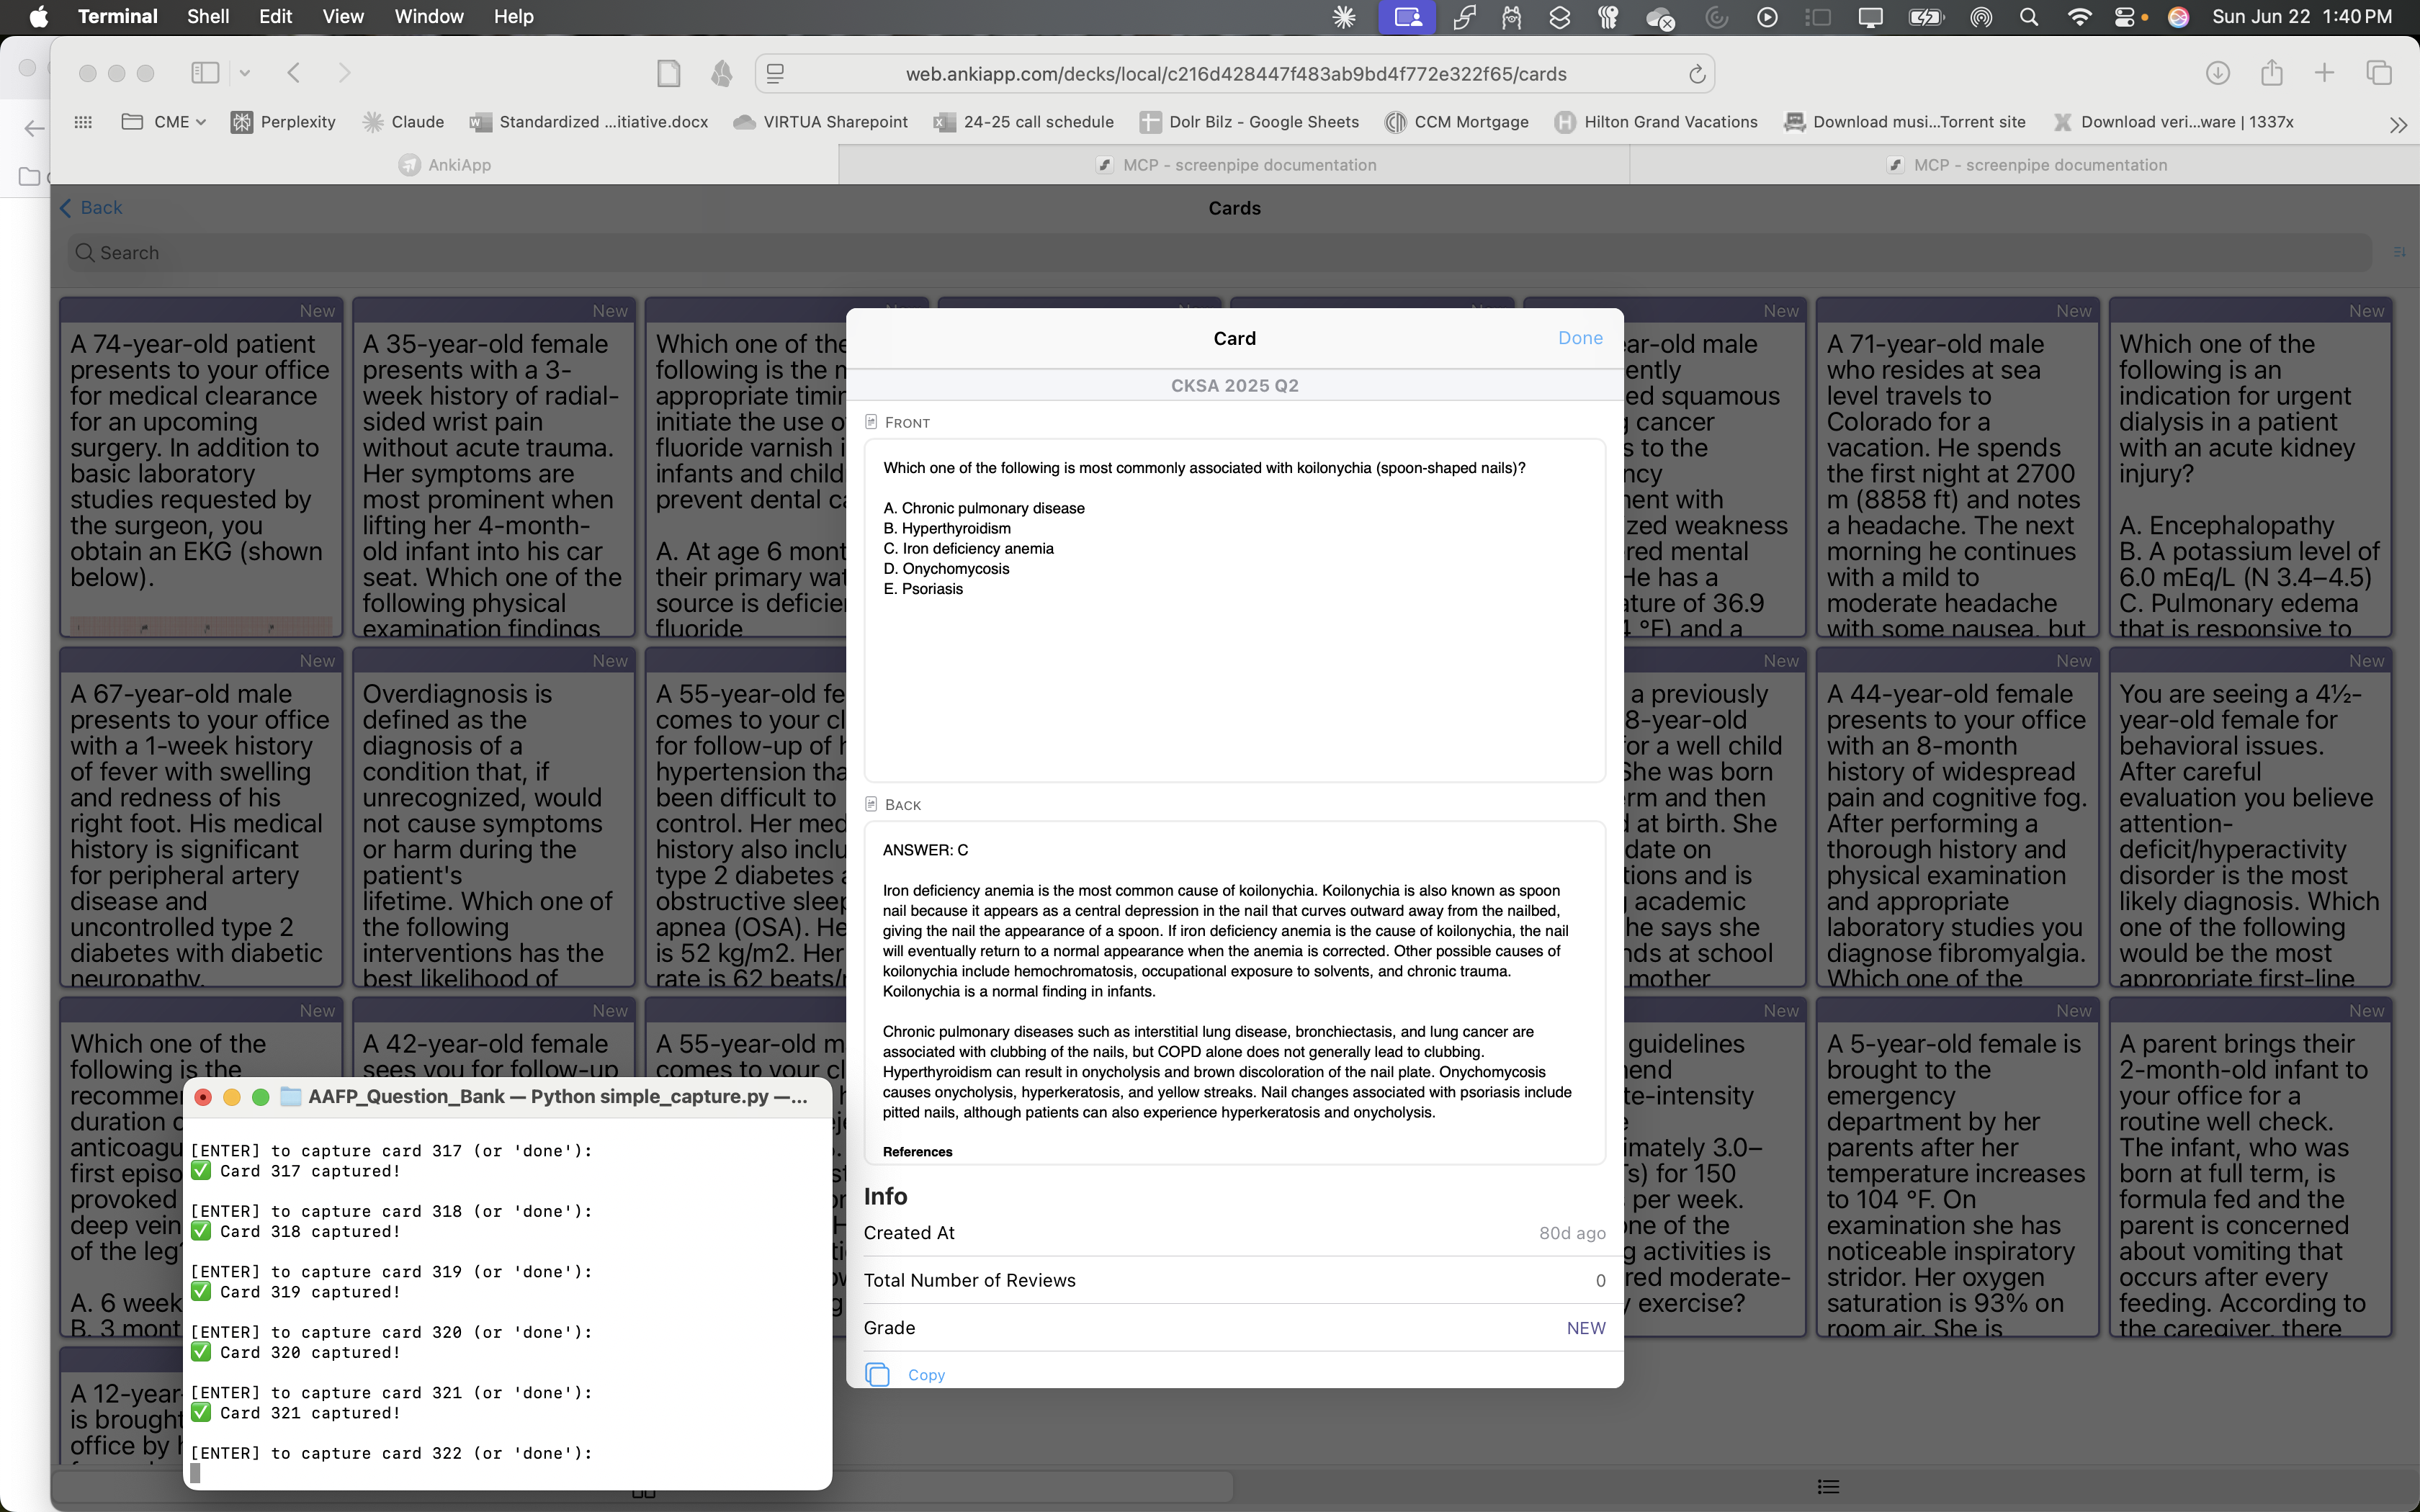 Terminal Shell Edit View Window Help
Sun Jun 22 1:40 PM
web.ankiapp.com/decks/local/c216d428447f483ab9bd4f772e322f65/cards
CME Perplexity Claude Standardized ...itiative.docx VIRTUA Sharepoint 24-25 call schedule Dolr Bilz - Google Sheets CCM Mortgage Hilton Grand Vacations Download musi...Torrent site Download veri...ware | 1337x
AnkiApp MCP - screenpipe documentation MCP - screenpipe documentation
Back Cards
Search
New
A 74-year-old patient
presents to your office
for medical clearance
for an upcoming
surgery. In addition to
basic laboratory
studies requested by
the surgeon, you
obtain an EKG (shown
below).
New
A 35-year-old female
presents with a 3-
week history of radial-
sided wrist pain
without acute trauma.
Her symptoms are
most prominent when
lifting her 4-month-
old infant into his car
seat. Which one of the
following physical
examination findings
Which one of the
following is the
appropriate
initiate the use
fluoride varnish
infants and
prevent dental
A. At age 6
their primary
source is
fluoride
New
ar-old male
ently
ed squamous
cancer
s to the
ncy
ent with
zed weakness
red mental
He has a
ature of 36.9
°F) and a
New
A 71-year-old male
who resides at sea
level travels to
Colorado for a
vacation. He spends
the first night at 2700
m (8858 ft) and notes
a headache. The next
morning he continues
with a mild to
moderate headache
with some nausea, but
New
Which one of the
following is an
indication for urgent
dialysis in a patient
with an acute kidney
injury?
A. Encephalopathy
B. A potassium level of
6.0 mEq/L (N 3.4–4.5)
C. Pulmonary edema
that is responsive to
New
A 67-year-old male
presents to your office
with a 1-week history
of fever with swelling
and redness of his
right foot. His medical
history is significant
for peripheral artery
disease and
uncontrolled type 2
diabetes with diabetic
neuropathy.
New
Overdiagnosis is
defined as the
diagnosis of a
condition that, if
unrecognized, would
not cause symptoms
or harm during the
patient's
lifetime. Which one of
the following
interventions has the
best likelihood of
A 55-year-old fe
comes to your cl
for follow-up of h
hypertension tha
been difficult to
control. Her med
history also inclu
type 2 diabetes
obstructive sleep
apnea (OSA). He
is 52 kg/m2. Her
rate is 62 beats/
New
a previously
8-year-old
or a well child
She was born
rm and then
at birth. She
date on
tions and is
academic
he says she
nds at school
mother
New
A 44-year-old female
presents to your office
with an 8-month
history of widespread
pain and cognitive fog.
After performing a
thorough history and
physical examination
and appropriate
laboratory studies you
diagnose fibromyalgia.
Which one of the
New
You are seeing a 4½-
year-old female for
behavioral issues.
After careful
evaluation you believe
attention-
deficit/hyperactivity
disorder is the most
likely diagnosis. Which
one of the following
would be the most
appropriate first-line
New
Which one of the
following is the
recommen
duration o
anticoagu
first episo
provoked
deep vein
of the leg
A. 6 week
B. 3 mont
New
A 42-year-old female
sees you for follow-up
A 55-year-old m
comes to your cl
New
guidelines
end
te-intensity
imately 3.0–
s) for 150
per week.
ne of the
g activities is
red moderate-
exercise?
New
A 5-year-old female is
brought to the
emergency
department by her
parents after her
temperature increases
to 104 °F. On
examination she has
noticeable inspiratory
stridor. Her oxygen
saturation is 93% on
room air. She is
New
A parent brings their
2-month-old infant to
your office for a
routine well check.
The infant, who was
born at full term, is
formula fed and the
parent is concerned
about vomiting that
occurs after every
feeding. According to
the caregiver, there
A 12-year-
is brought
office by h
Card Done
CKSA 2025 Q2
FRONT
Which one of the following is most commonly associated with koilonychia (spoon-shaped nails)?
A. Chronic pulmonary disease
B. Hyperthyroidism
C. Iron deficiency anemia
D. Onychomycosis
E. Psoriasis
BACK
ANSWER: C
Iron deficiency anemia is the most common cause of koilonychia. Koilonychia is also known as spoon
nail because it appears as a central depression in the nail that curves outward away from the nailbed,
giving the nail the appearance of a spoon. If iron deficiency anemia is the cause of koilonychia, the nail
will eventually return to a normal appearance when the anemia is corrected. Other possible causes of
koilonychia include hemochromatosis, occupational exposure to solvents, and chronic trauma.
Koilonychia is a normal finding in infants.
Chronic pulmonary diseases such as interstitial lung disease, bronchiectasis, and lung cancer are
associated with clubbing of the nails, but COPD alone does not generally lead to clubbing.
Hyperthyroidism can result in onycholysis and brown discoloration of the nail plate. Onychomycosis
causes onycholysis, hyperkeratosis, and yellow streaks. Nail changes associated with psoriasis include
pitted nails, although patients can also experience hyperkeratosis and onycholysis.
References
Info
Created At 80d ago
Total Number of Reviews 0
Grade NEW
Copy
AAFP_Question_Bank — Python simple_capture.py —...
[ENTER] to capture card 317 (or 'done'):
✅ Card 317 captured!
[ENTER] to capture card 318 (or 'done'):
✅ Card 318 captured!
[ENTER] to capture card 319 (or 'done'):
✅ Card 319 captured!
[ENTER] to capture card 320 (or 'done'):
✅ Card 320 captured!
[ENTER] to capture card 321 (or 'done'):
✅ Card 321 captured!
[ENTER] to capture card 322 (or 'done'):